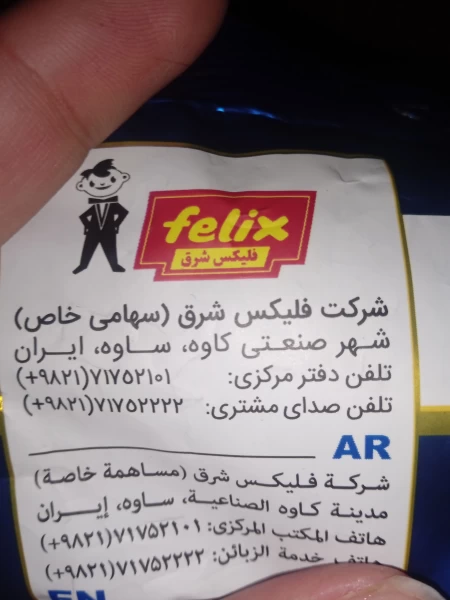 felix
فلیکس شرق
شرکت فلیکس شرق (سهامی خاص)
شهر صنعتی کاوه، ساوه، ایران
تلفن دفتر مرکزی: ۷۱۷۵۲۱۰۱(۹۸۲۱+)
تلفن صدای مشتری: ۷۱۷۵۲۲۲۲(۹۸۲۱+)
AR
شركة فليكس شرق (مساهمة خاصة)
مدينة كاوه الصناعية، ساوه، إيران
هاتف المكتب المركزي: ۷۱۷۵۲۱۰۱(۹۸۲۱+)
هاتف خدمة الزبائن: ۷۱۷۵۲۲۲۲(۹۸۲۱+)
EN